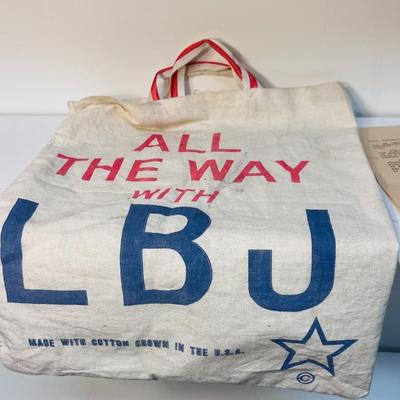 ALL
THE WAY
WITH
LBJ
MADE WITH COTTON GROWN IN THE U.S.A.
©